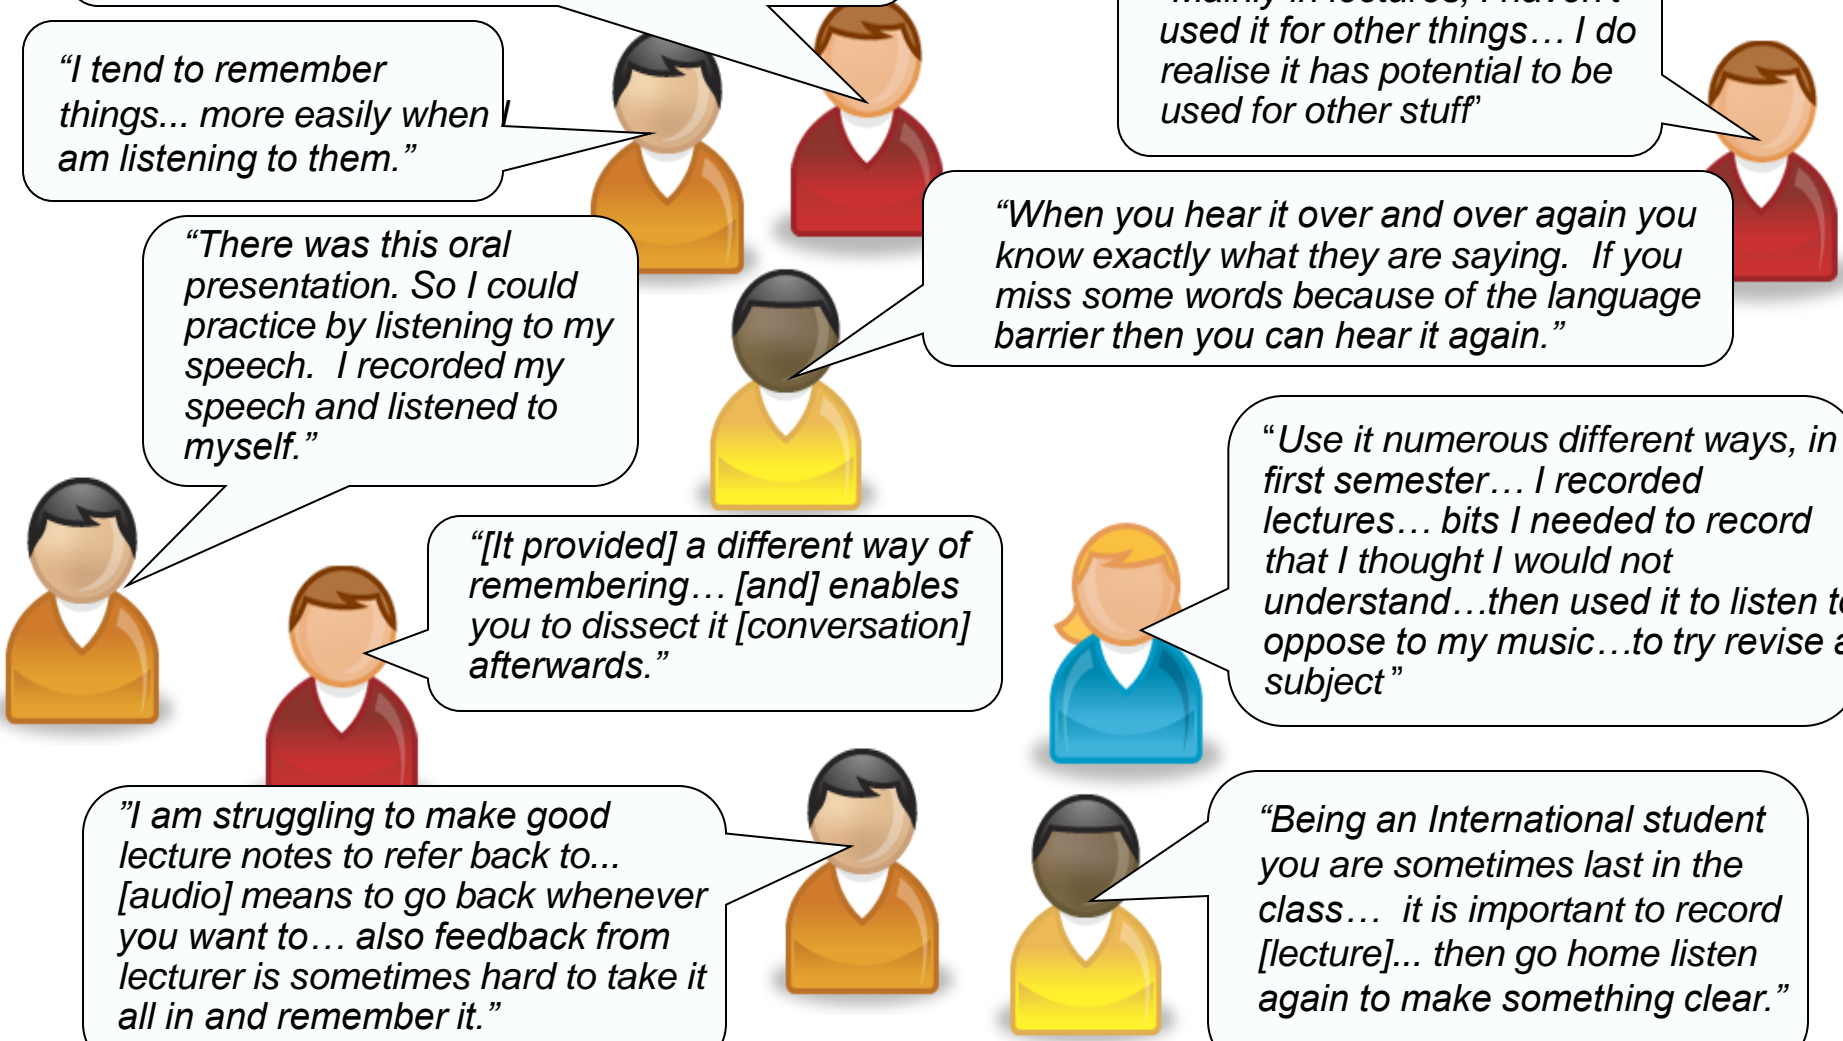 “Mainly in lectures, I haven’t
used it for other things… I do
realise it has potential to be
used for other stuff”
“I tend to remember
things... more easily when I
am listening to them.”
“When you hear it over and over again you
know exactly what they are saying.  If you
miss some words because of the language
barrier then you can hear it again.”
“There was this oral
presentation. So I could
practice by listening to my
speech.  I recorded my
speech and listened to
myself.”
“Use it numerous different ways, in
first semester… I recorded
lectures… bits I needed to record
that I thought I would not
understand…then used it to listen to
oppose to my music…to try revise a
subject”
“[It provided] a different way of
remembering… [and] enables
you to dissect it [conversation]
afterwards.”
”I am struggling to make good
lecture notes to refer back to...
[audio] means to go back whenever
you want to… also feedback from
lecturer is sometimes hard to take it
all in and remember it.”
“Being an International student
you are sometimes last in the
class…  it is important to record
[lecture]... then go home listen
again to make something clear.”